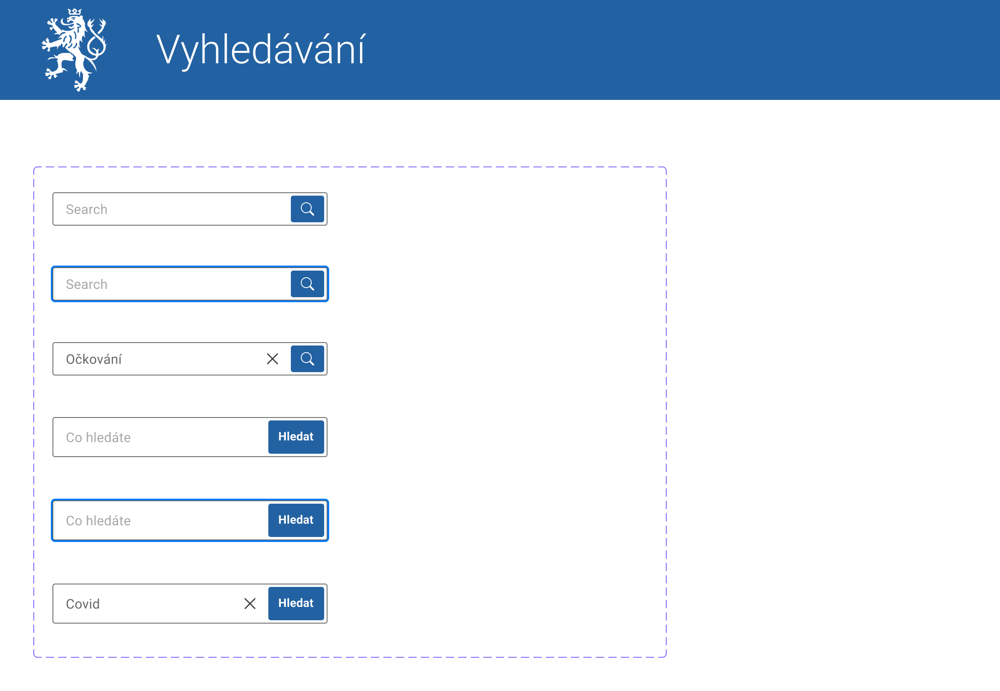 Vyhledávání
Search
Search
Očkování
Co hledáte
Hledat
Co hledáte
Hledat
Covid
Hledat